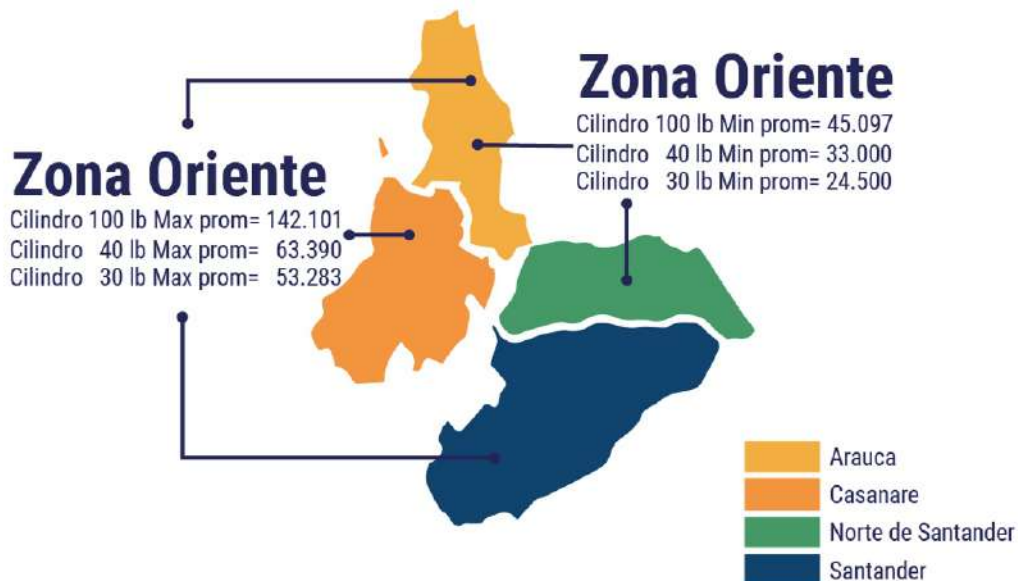 Zona Oriente
Cilindro 100 lb Min prom= 45.097
Cilindro 40 lb Min prom= 33.000
Cilindro 30 lb Min prom= 24.500
Zona Oriente
Cilindro 100 lb Max prom= 142.101
Cilindro 40 lb Max prom= 63.390
Cilindro 30 lb Max prom= 53.283
Arauca
Casanare
Norte de Santander
Santander